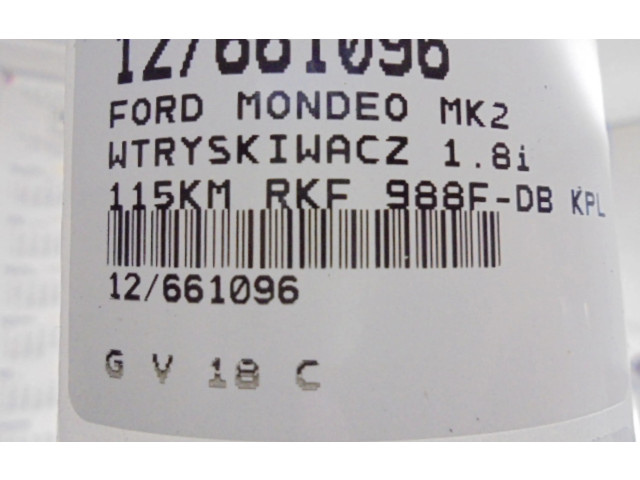 12/661096
FORD MONDEO MK2
WTRYSKIWACZ 1.8i
115KM RKF 988F-DB KPL
12/661096
G V 18 C